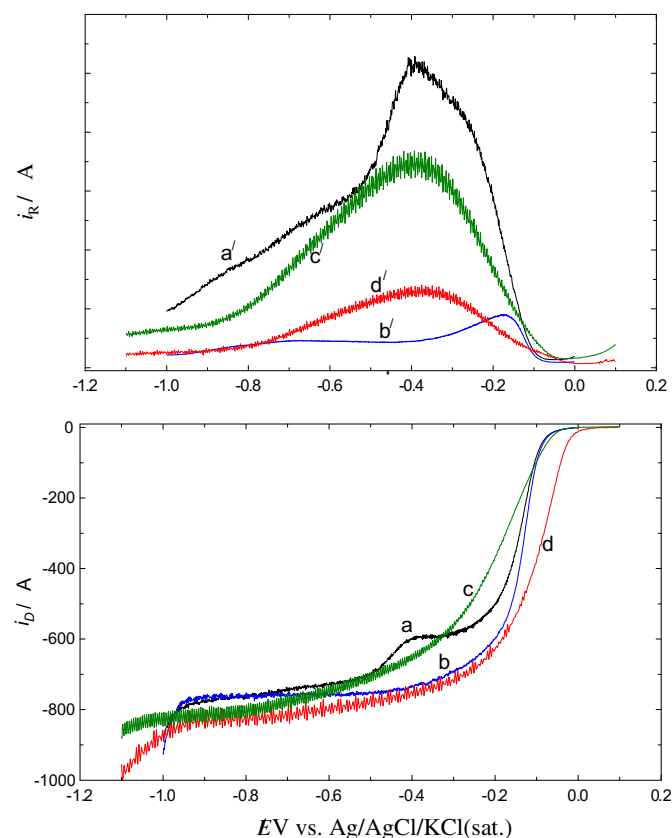 i_R / A
a/
c/
d/
b/
-1.2 -1.0 -0.8 -0.6 -0.4 -0.2 0.0 0.2
i_D / A
0
-200
-400
-600
-800
-1000
a
b
c
d
-1.2 -1.0 -0.8 -0.6 -0.4 -0.2 0.0 0.2
E/V vs. Ag/AgCl/KCl(sat.)